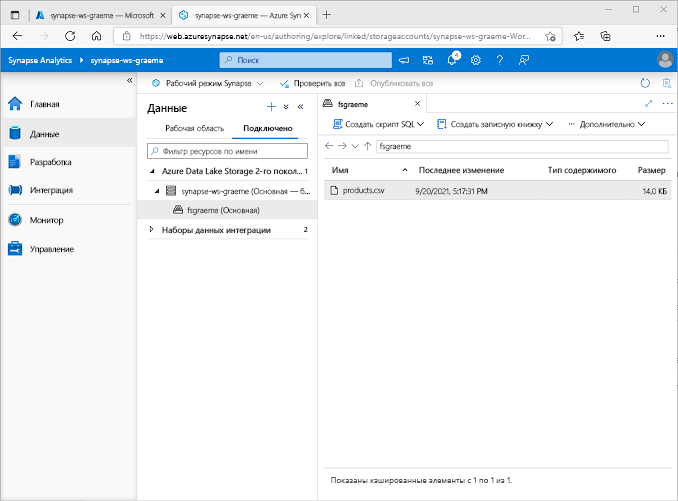 synapse-ws-graeme — Microsoft
synapse-ws-graeme — Azure Syn
https://web.azuresynapse.net/en-us/authoring/explore/linked/storageaccounts/synapse-ws-graeme-Wor...
Synapse Analytics
synapse-ws-graeme
Поиск
4
Рабочий режим Synapse
Проверить все
Опубликовать все
Главная
Данные
Разработка
Интеграция
Монитор
Управление
Данные
Рабочая область
Подключено
Фильтр ресурсов по имени
Azure Data Lake Storage 2-го покол... 1
synapse-ws-graeme (Основная — б...
fsgraeme (Основная)
Наборы данных интеграции 2
fsgraeme
Создать скрипт SQL
Создать записную книжку
Дополнительно
fsgraeme
Имя Последнее изменение Тип содержимого Размер
products.csv 9/20/2021, 5:17:31 PM 14,0 КБ
Показаны кэшированные элементы с 1 по 1 из 1.